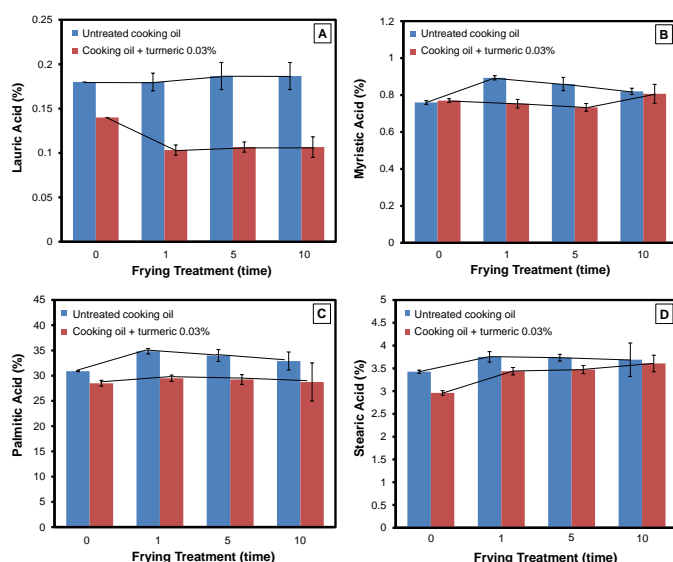 Untreated cooking oil
Cooking oil + turmeric 0.03%
A
Lauric Acid (%)
0.25
0.2
0.15
0.1
0.05
0
0 1 5 10
Frying Treatment (time)
Untreated cooking oil
Cooking oil + turmeric 0.03%
B
Myristic Acid (%)
1.2
1
0.8
0.6
0.4
0.2
0
0 1 5 10
Frying Treatment (time)
Untreated cooking oil
Cooking oil + turmeric 0.03%
C
Palmitic Acid (%)
45
40
35
30
25
20
15
10
5
0
0 1 5 10
Frying Treatment (time)
Untreated cooking oil
Cooking oil + turmeric 0.03%
D
Stearic Acid (%)
5
4.5
4
3.5
3
2.5
2
1.5
1
0.5
0
0 1 5 10
Frying Treatment (time)